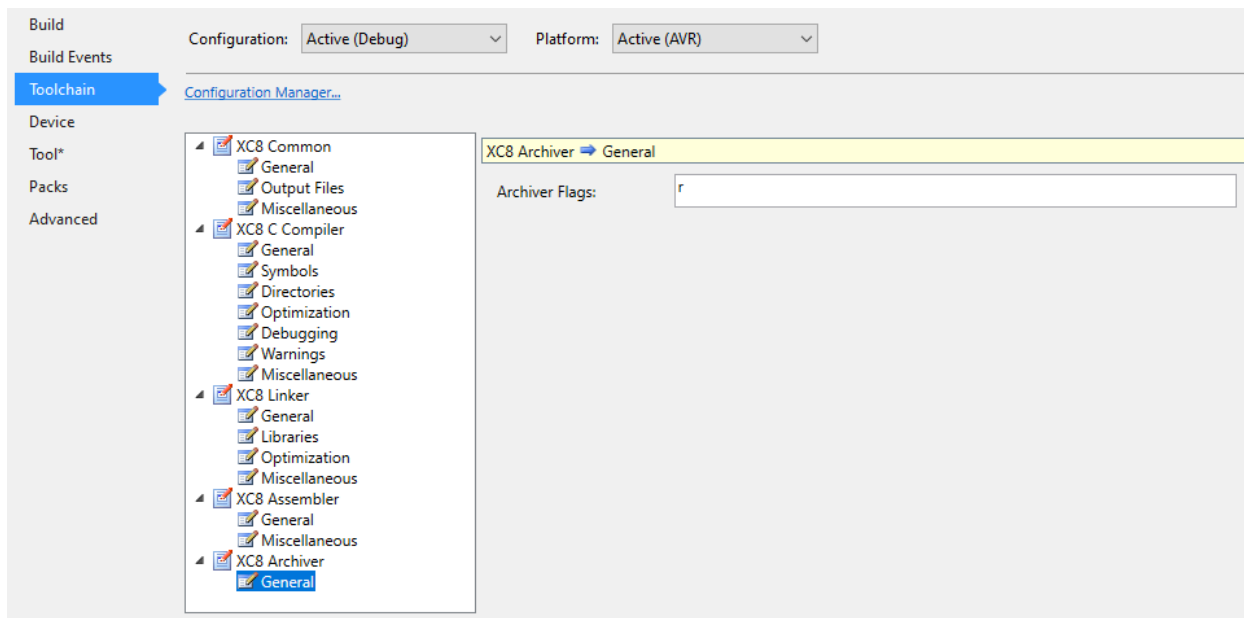 Build
Build Events
Toolchain
Device
Tool*
Packs
Advanced
Configuration: Active (Debug) Platform: Active (AVR)
Configuration Manager...
XC8 Common
General
Output Files
Miscellaneous
XC8 C Compiler
General
Symbols
Directories
Optimization
Debugging
Warnings
Miscellaneous
XC8 Linker
General
Libraries
Optimization
Miscellaneous
XC8 Assembler
General
Miscellaneous
XC8 Archiver
General
XC8 Archiver ➡ General
Archiver Flags: r